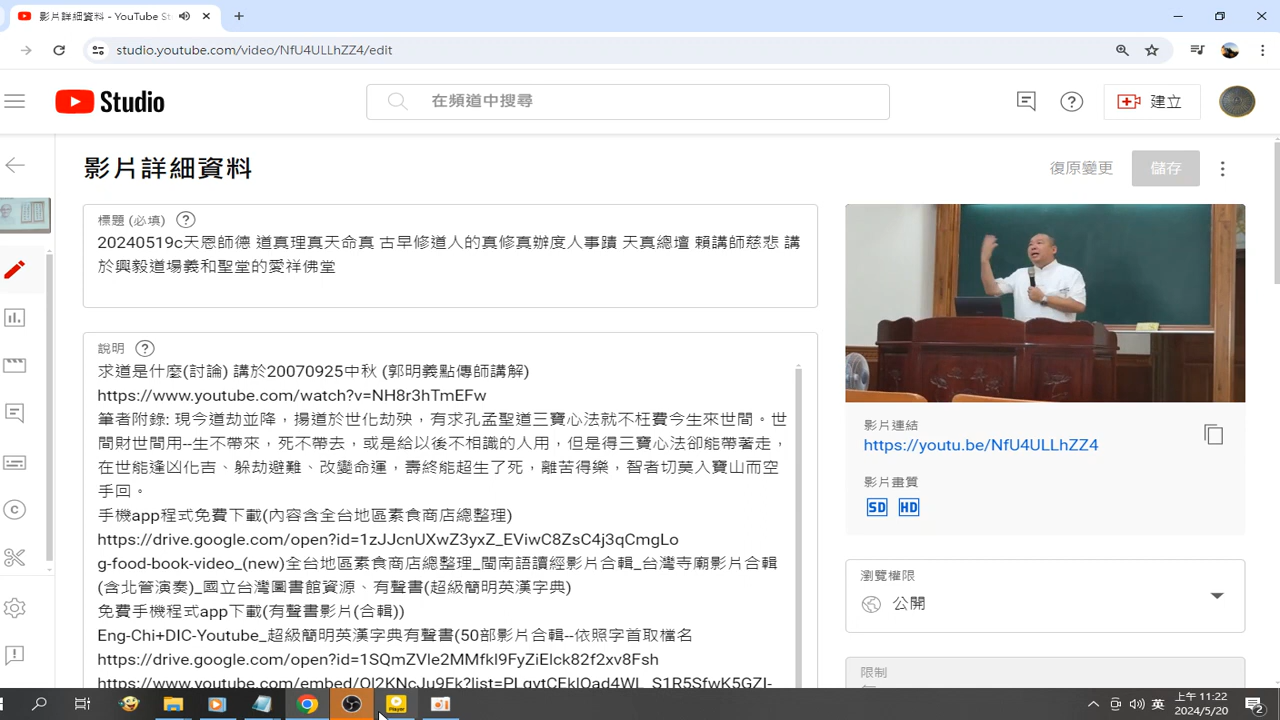 影片詳細資料 - YouTube St
studio.youtube.com/video/NfU4ULLhZZ4/edit
Studio
在頻道中搜尋
建立
影片詳細資料
復原變更
儲存
標題 (必填)
20240519c天恩師德 道真理真天命真 古早修道人的真修真辦度人事蹟 天真總壇 賴講師慈悲 講
於興毅道場義和聖堂的愛祥佛堂
說明
求道是什麼(討論) 講於20070925中秋 (郭明義點傳師講解)
https://www.youtube.com/watch?v=NH8r3hTmEFw
筆者附錄: 現今道劫並降，揚道於世化劫殃，有求孔孟聖道三寶心法就不枉費今生來世間。世
間財世間用--生不帶來，死不帶去，或是給以後不相識的人用，但是得三寶心法卻能帶著走，
在世能逢凶化吉、躲劫避難、改變命運，壽終能超生了死，離苦得樂，智者切莫入寶山而空
手回。
手機app程式免費下載(內容含全台地區素食商店總整理)
https://drive.google.com/open?id=1zJJcnUXwZ3yxZ_EViwC8ZsC4j3qCmgLo
g-food-book-video_(new)全台地區素食商店總整理_閩南語讀經影片合輯_台灣寺廟影片合輯
(含北管演奏)_國立台灣圖書館資源、有聲書(超級簡明英漢字典)
免費手機程式app下載(有聲書影片(合輯))
Eng-Chi+DIC-Youtube_超級簡明英漢字典有聲書(50部影片合輯--依照字首取檔名
https://drive.google.com/open?id=1SQmZVle2MMfkl9FyZiElck82f2xv8Fsh
影片連結
https://youtu.be/NfU4ULLhZZ4
影片畫質
SD HD
瀏覽權限
公開
限制
英
上午 11:22
2024/5/20
2